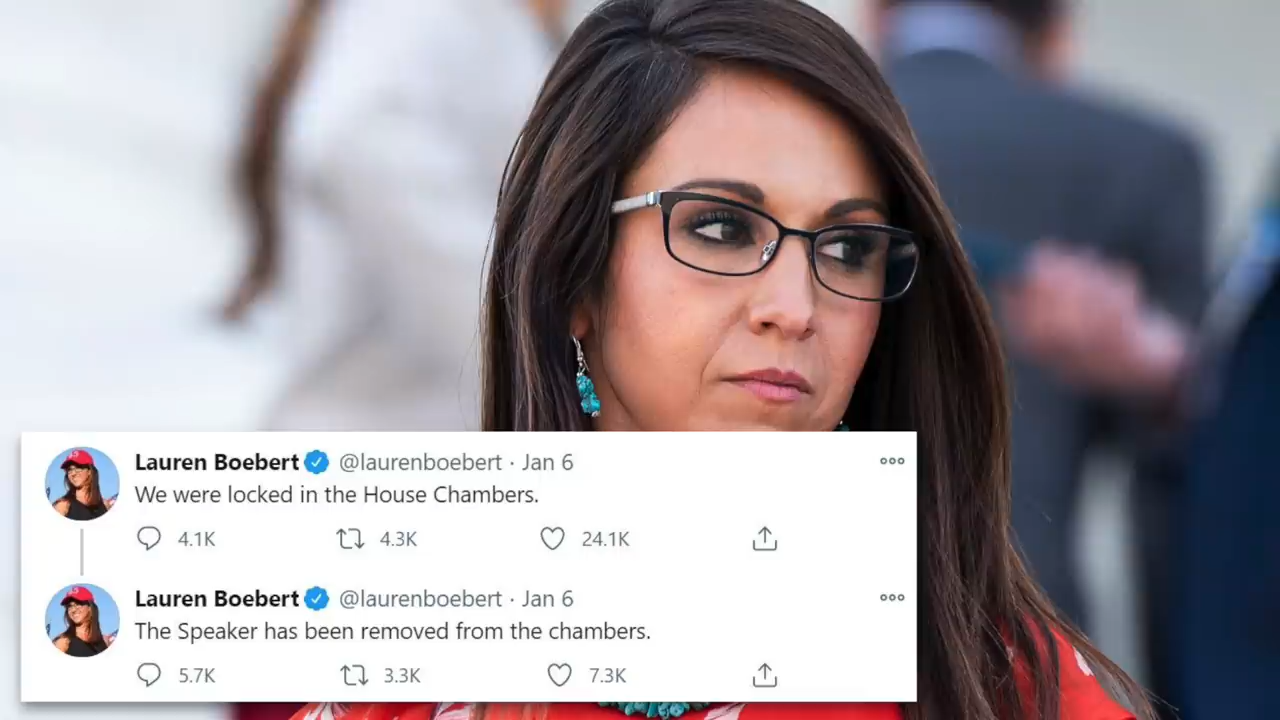 Lauren Boebert @laurenboebert · Jan 6
We were locked in the House Chambers.
4.1K 4.3K 24.1K
Lauren Boebert @laurenboebert · Jan 6
The Speaker has been removed from the chambers.
5.7K 3.3K 7.3K